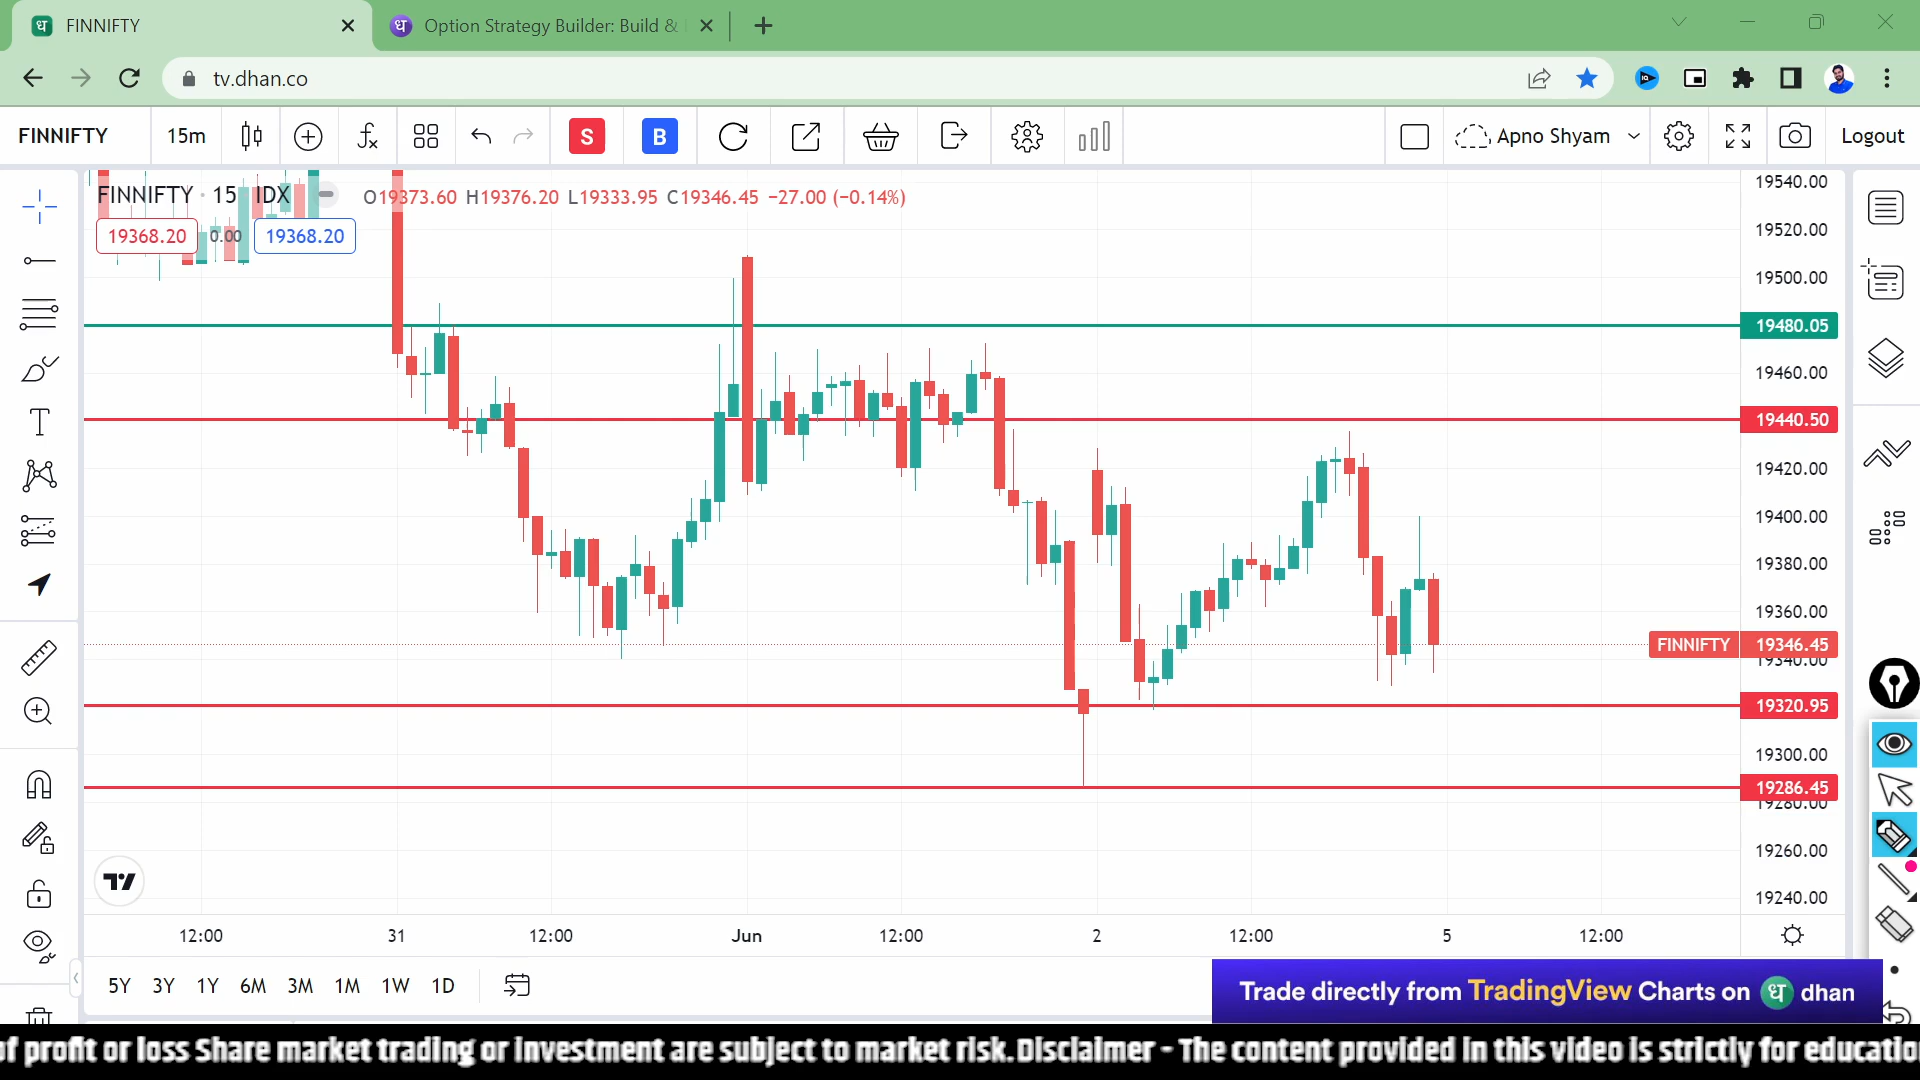 FINNIFTY
Option Strategy Builder: Build &
tv.dhan.co
FINNIFTY 15m S B Apno Shyam Logout
FINNIFTY · 15 IDX O19373.60 H19376.20 L19333.95 C19346.45 −27.00 (−0.14%)
19368.20 0.00 19368.20
19540.00
19520.00
19500.00
19480.05
19460.00
19440.50
19420.00
19400.00
19380.00
19360.00
FINNIFTY 19346.45
19340.00
19320.95
19300.00
19286.45
19280.00
19260.00
19240.00
12:00 31 12:00 Jun 12:00 2 12:00 5 12:00
5Y 3Y 1Y 6M 3M 1M 1W 1D
Trade directly from TradingView Charts on ध dhan
of profit or loss Share market trading or investment are subject to market risk. Disclaimer - The content provided in this video is strictly for educatio